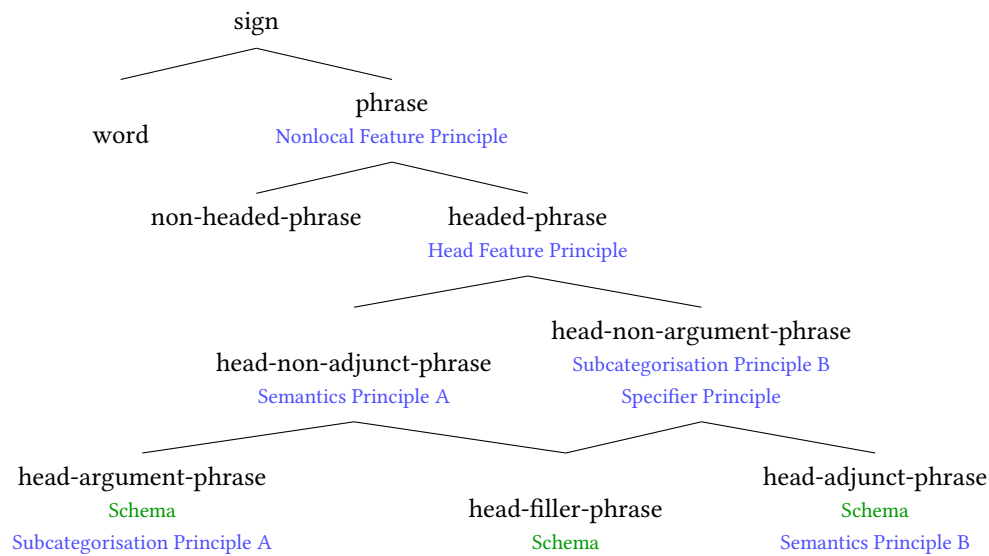 sign
word
phrase
Nonlocal Feature Principle
non-headed-phrase
headed-phrase
Head Feature Principle
head-non-adjunct-phrase
Semantics Principle A
head-non-argument-phrase
Subcategorisation Principle B
Specifier Principle
head-argument-phrase
Schema
Subcategorisation Principle A
head-filler-phrase
Schema
head-adjunct-phrase
Schema
Semantics Principle B